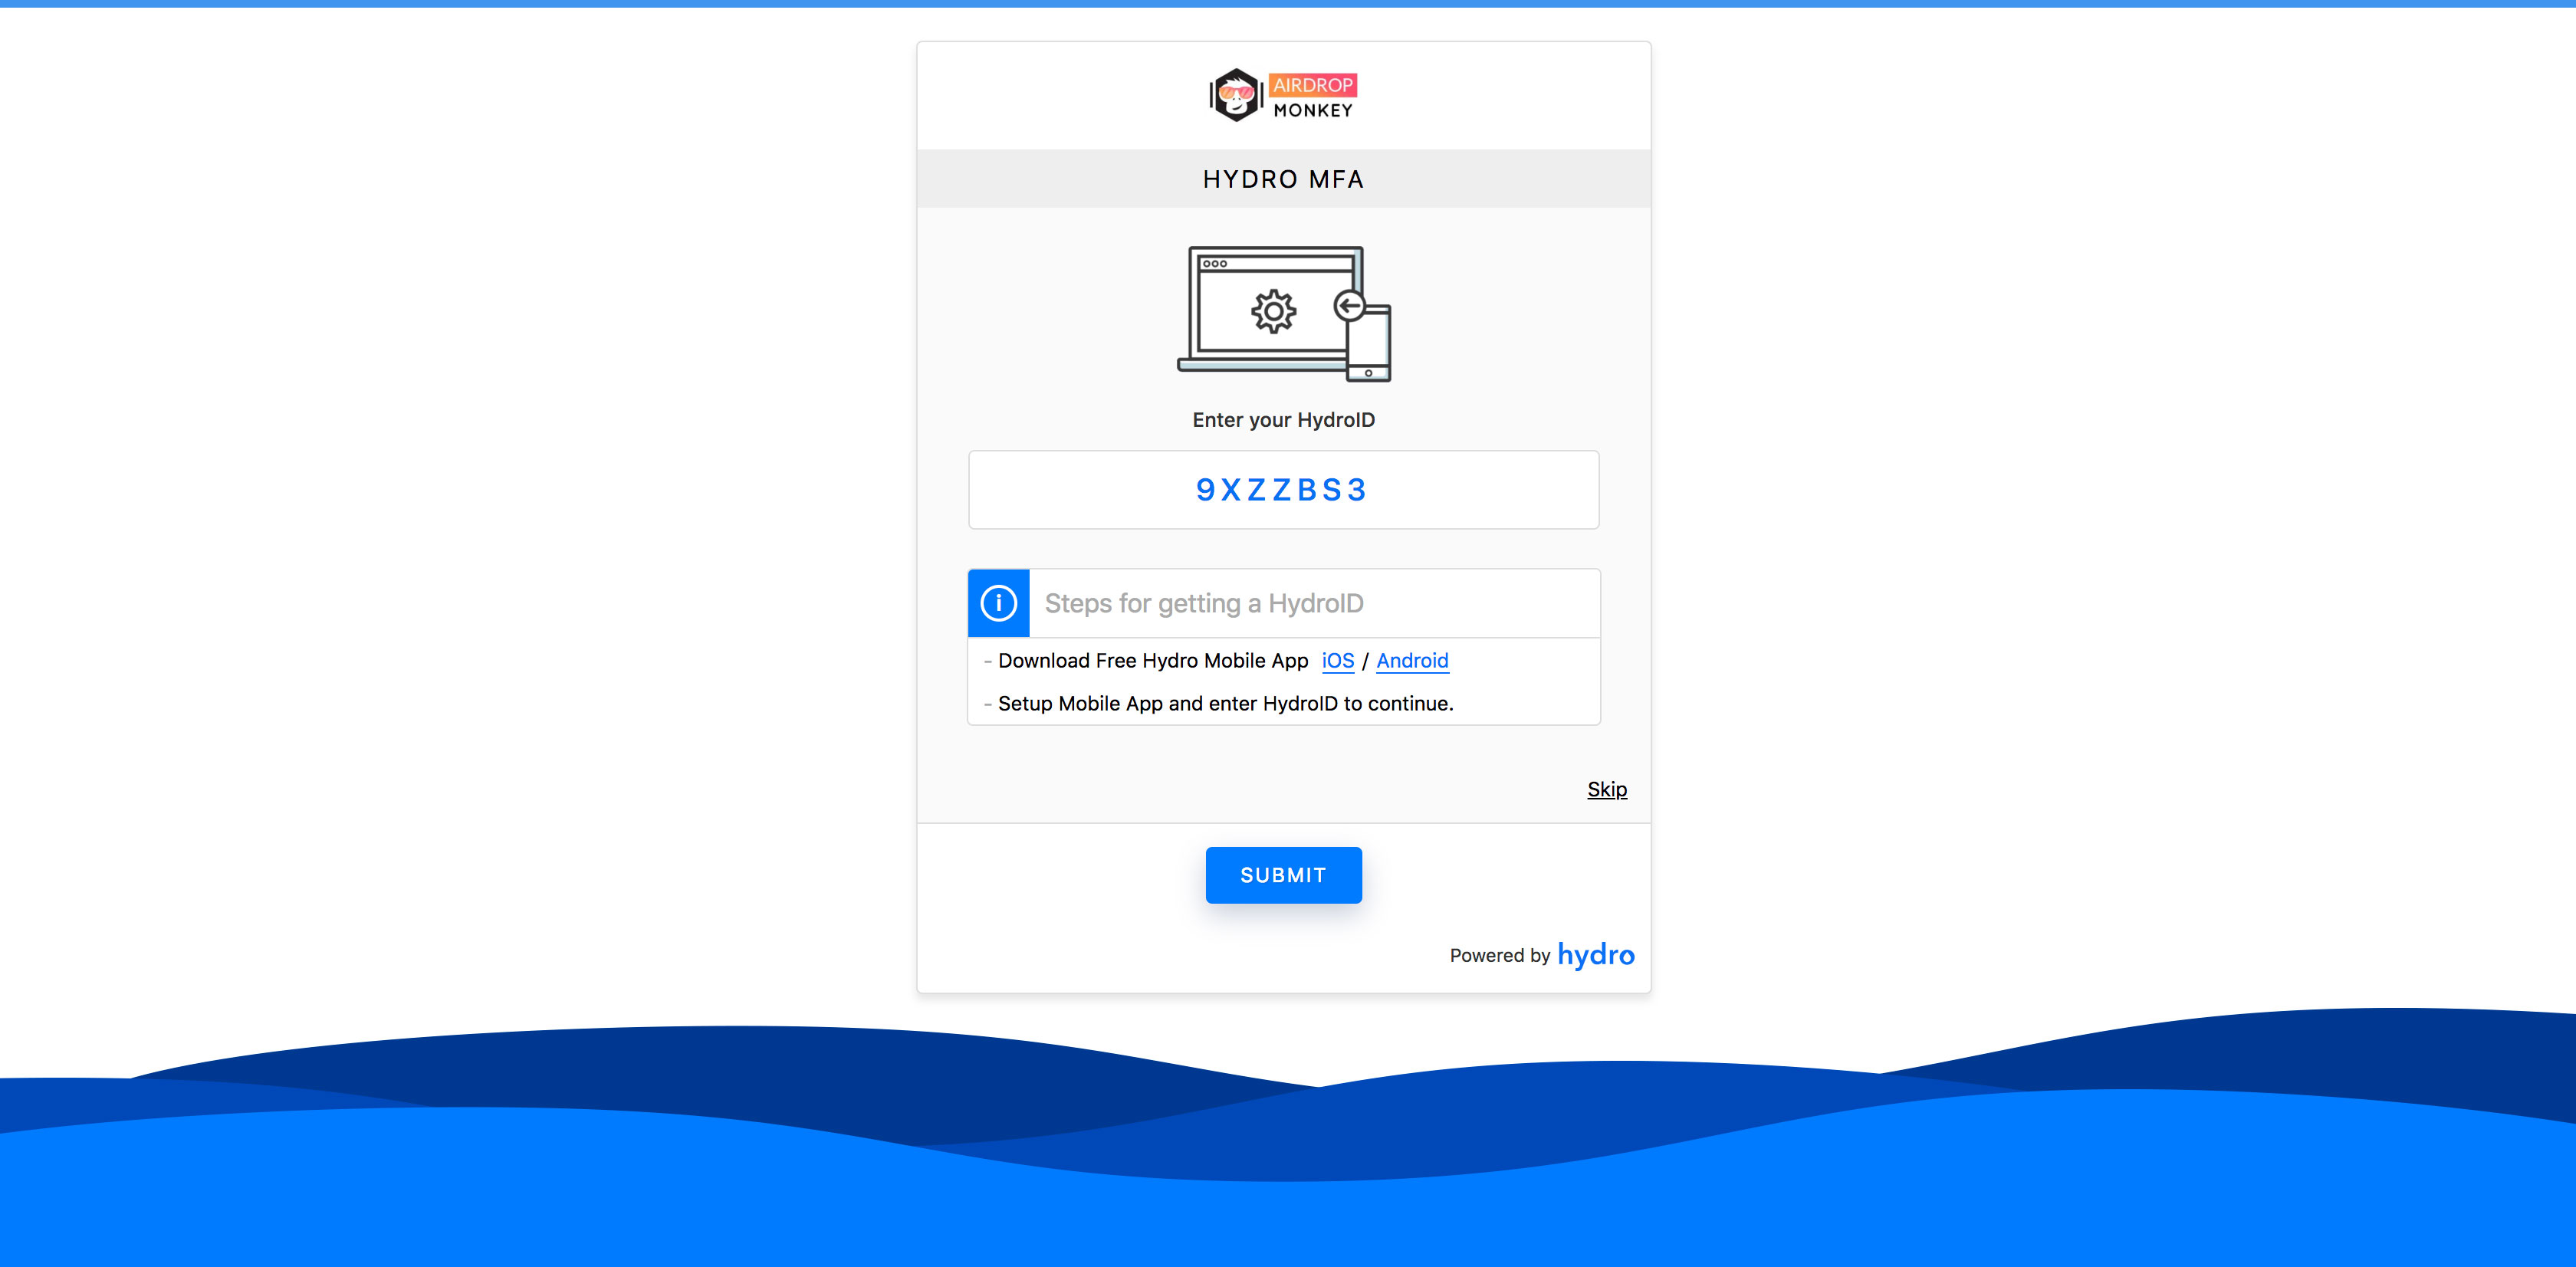 AIRDROP
MONKEY
HYDRO MFA
Enter your HydroID
9XZZBS3
i
Steps for getting a HydroID
- Download Free Hydro Mobile App iOS / Android
- Setup Mobile App and enter HydroID to continue.
Skip
SUBMIT
Powered by hydro